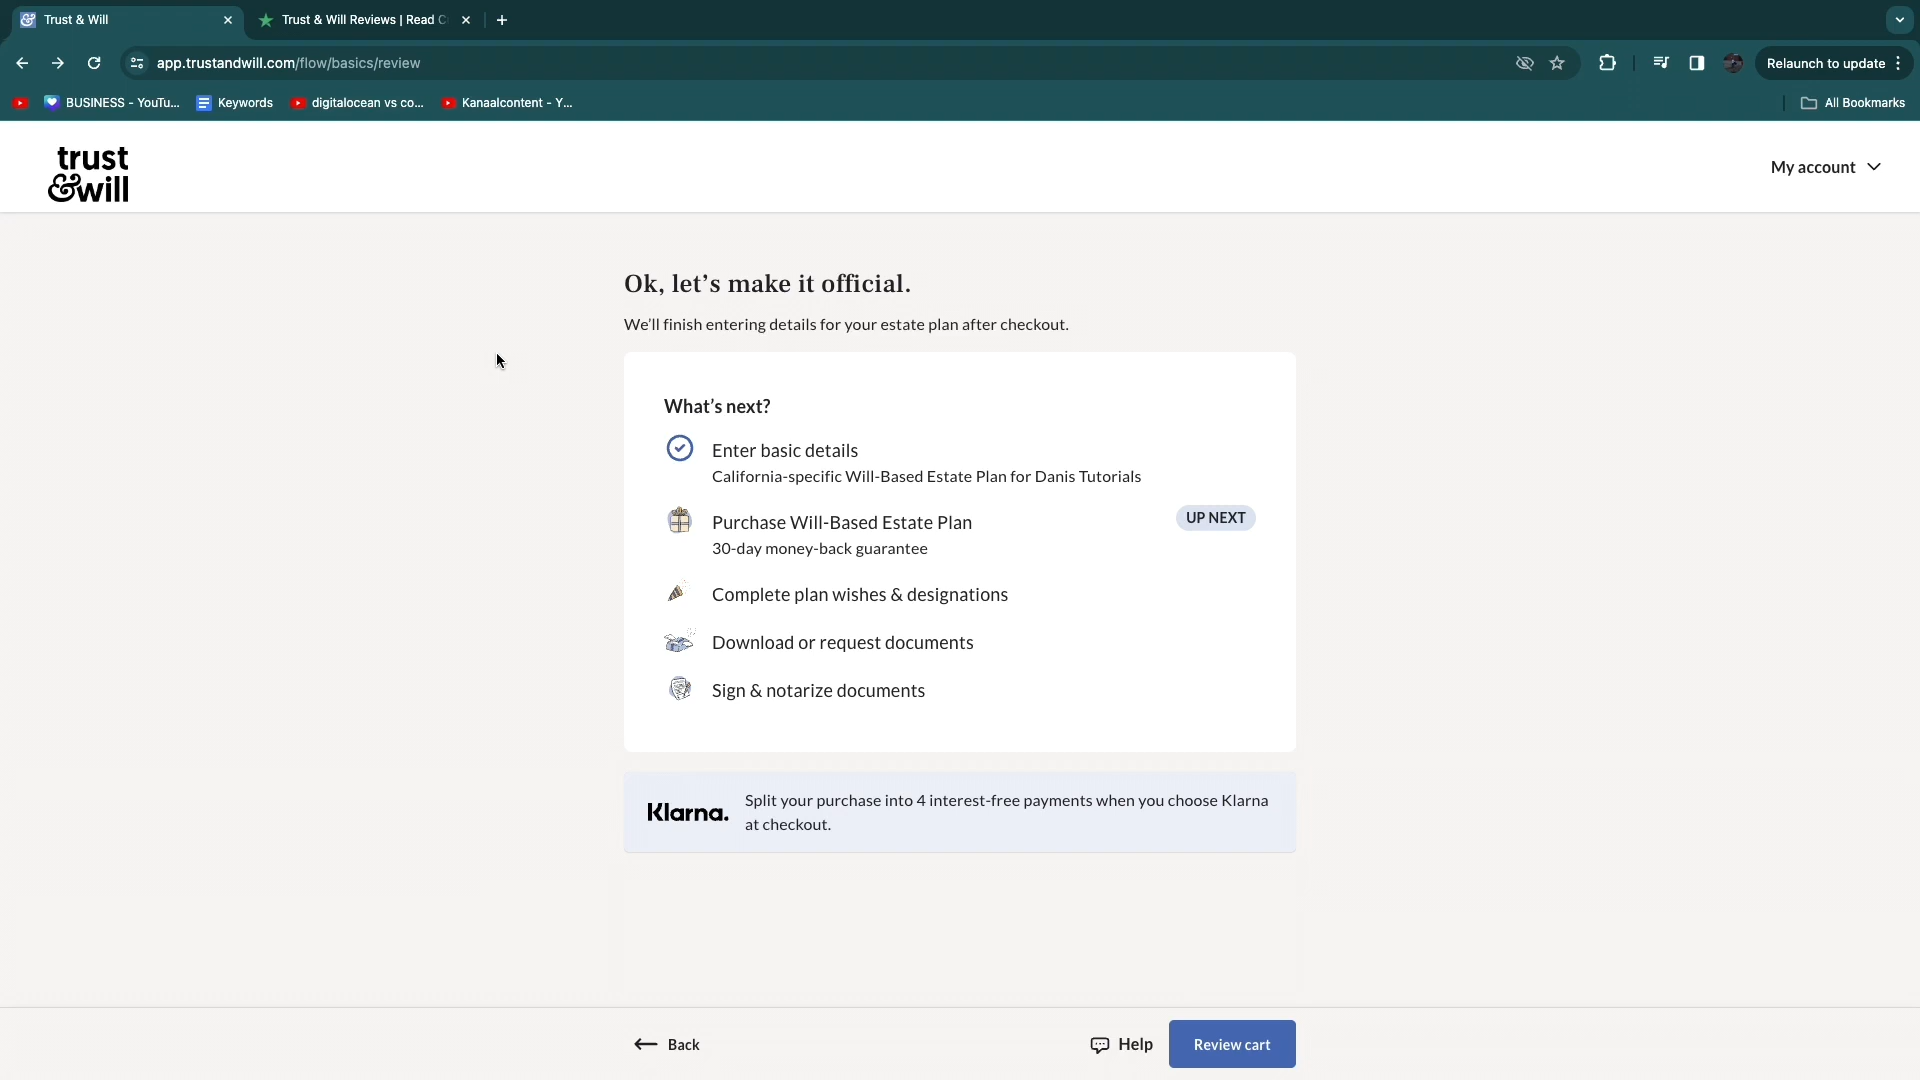 Trust & Will
Trust & Will Reviews | Read C
app.trustandwill.com/flow/basics/review
Relaunch to update
BUSINESS - YouTu...
Keywords
digitalocean vs co...
Kanaalcontent - Y...
All Bookmarks
trust
&will
My account
Ok, let’s make it official.
We’ll finish entering details for your estate plan after checkout.
What’s next?
Enter basic details
California-specific Will-Based Estate Plan for Danis Tutorials
Purchase Will-Based Estate Plan
UP NEXT
30-day money-back guarantee
Complete plan wishes & designations
Download or request documents
Sign & notarize documents
Klarna.
Split your purchase into 4 interest-free payments when you choose Klarna
at checkout.
Back
Help
Review cart